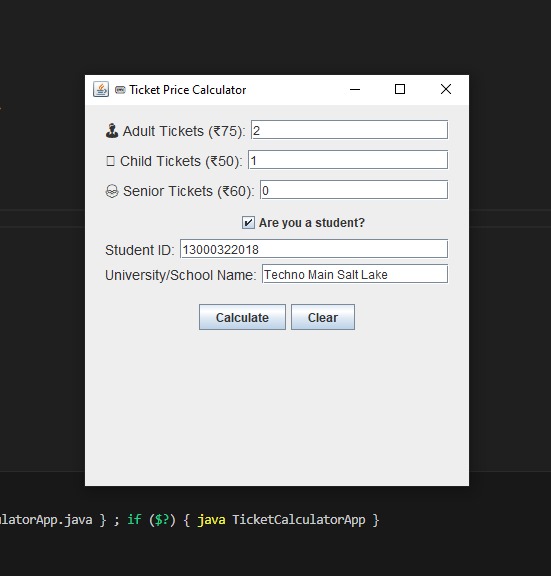 Ticket Price Calculator
Adult Tickets (₹75): 2
Child Tickets (₹50): 1
Senior Tickets (₹60): 0
Are you a student?
Student ID: 13000322018
University/School Name: Techno Main Salt Lake
Calculate Clear
latorApp.java } ; if ($?) { java TicketCalculatorApp }